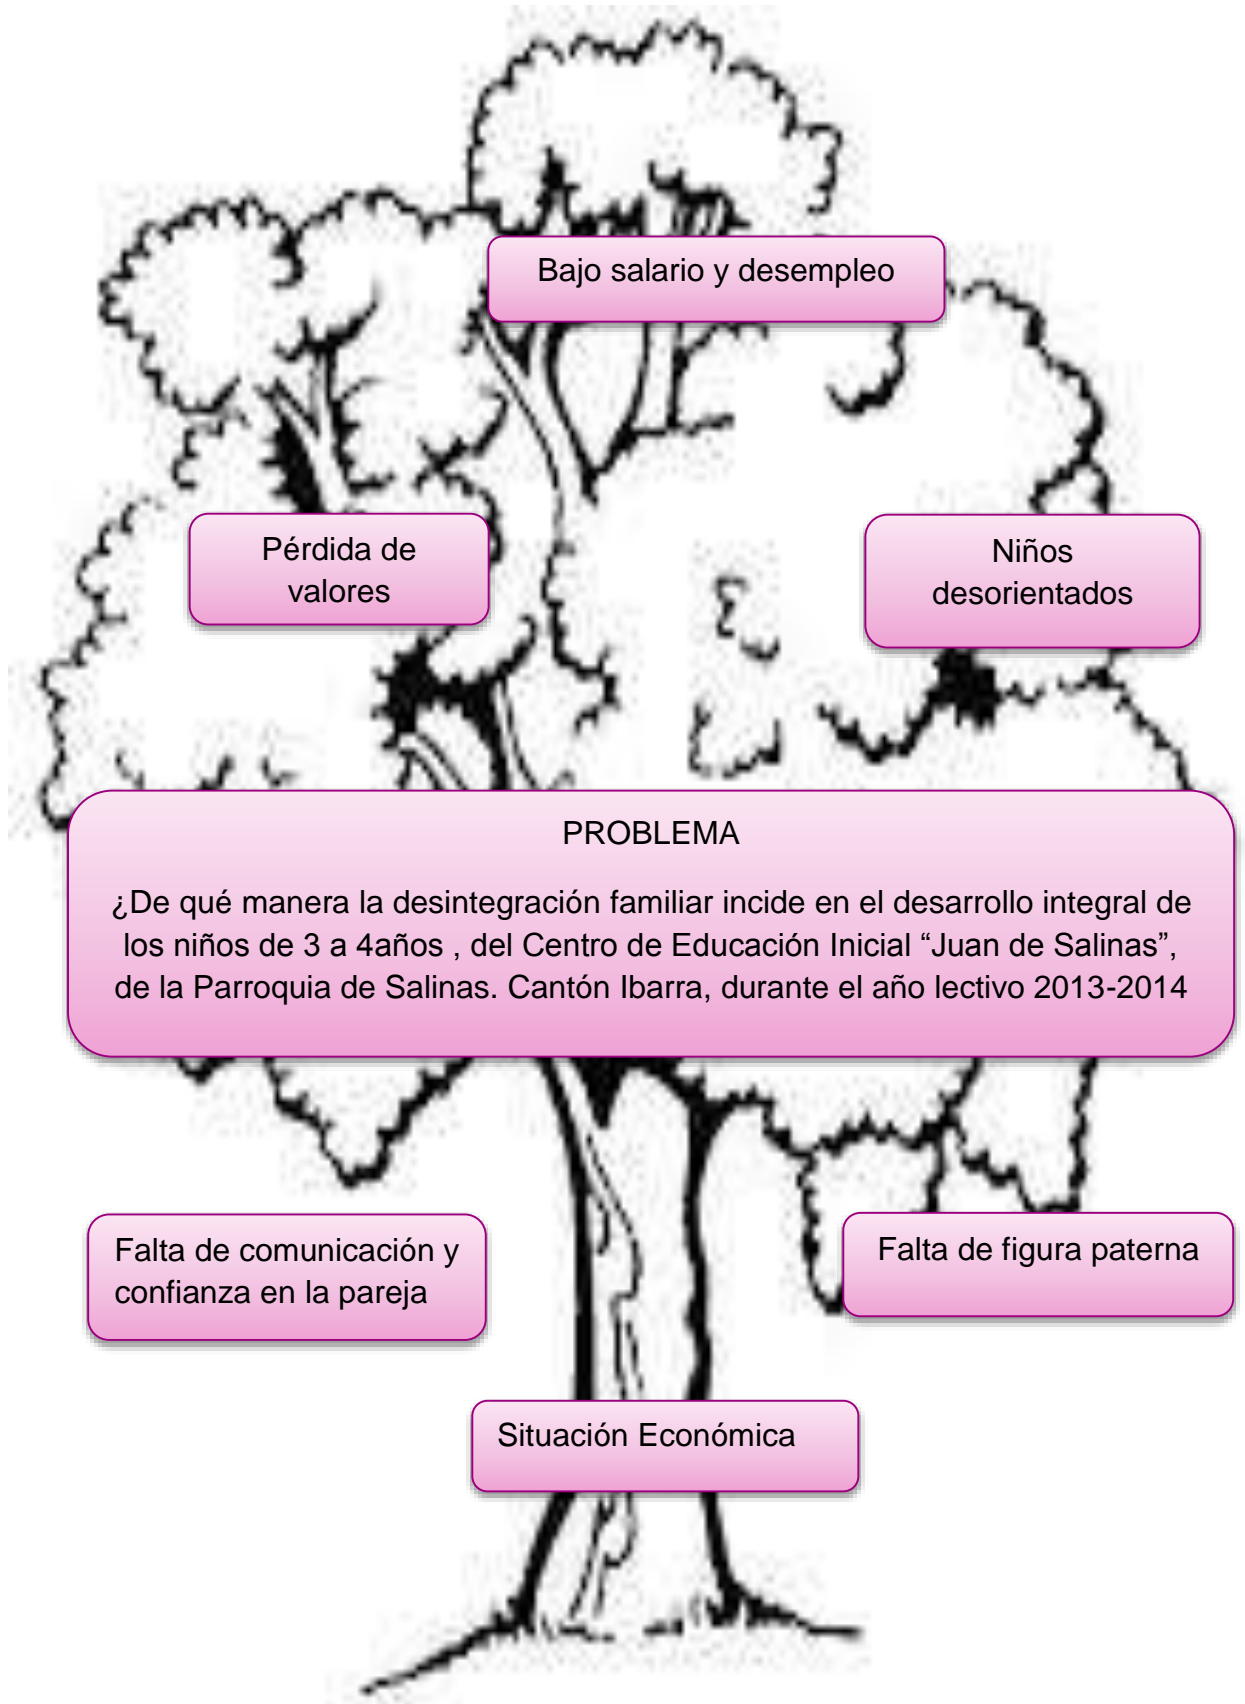 Bajo salario y desempleo
Pérdida de
valores
Niños
desorientados
PROBLEMA
¿De qué manera la desintegración familiar incide en el desarrollo integral de
los niños de 3 a 4años , del Centro de Educación Inicial “Juan de Salinas”,
de la Parroquia de Salinas. Cantón Ibarra, durante el año lectivo 2013-2014
Falta de comunicación y
confianza en la pareja
Falta de figura paterna
Situación Económica